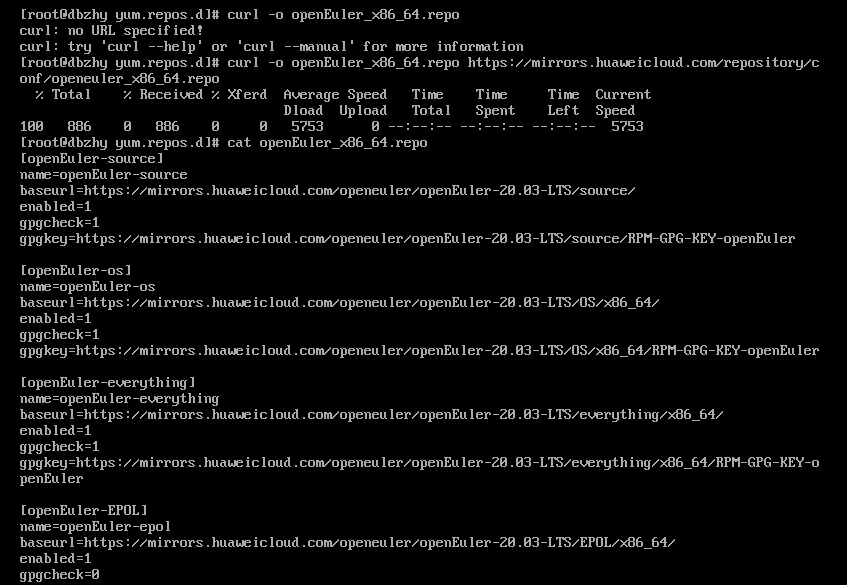 [root@dbzhy yum.repos.d]# curl -o openEuler_x86_64.repo
curl: no URL specified!
curl: try 'curl --help' or 'curl --manual' for more information
[root@dbzhy yum.repos.d]# curl -o openEuler_x86_64.repo https://mirrors.huaweicloud.com/repository/c
onf/openeuler_x86_64.repo
  % Total    % Received % Xferd  Average Speed   Time    Time     Time  Current
                                 Dload  Upload   Total   Spent    Left  Speed
100   886    0   886    0     0   5753      0 --:--:-- --:--:-- --:--:--  5753
[root@dbzhy yum.repos.d]# cat openEuler_x86_64.repo
[openEuler-source]
name=openEuler-source
baseurl=https://mirrors.huaweicloud.com/openeuler/openEuler-20.03-LTS/source/
enabled=1
gpgcheck=1
gpgkey=https://mirrors.huaweicloud.com/openeuler/openEuler-20.03-LTS/source/RPM-GPG-KEY-openEuler

[openEuler-os]
name=openEuler-os
baseurl=https://mirrors.huaweicloud.com/openeuler/openEuler-20.03-LTS/OS/x86_64/
enabled=1
gpgcheck=1
gpgkey=https://mirrors.huaweicloud.com/openeuler/openEuler-20.03-LTS/OS/x86_64/RPM-GPG-KEY-openEuler

[openEuler-everything]
name=openEuler-everything
baseurl=https://mirrors.huaweicloud.com/openeuler/openEuler-20.03-LTS/everything/x86_64/
enabled=1
gpgcheck=1
gpgkey=https://mirrors.huaweicloud.com/openeuler/openEuler-20.03-LTS/everything/x86_64/RPM-GPG-KEY-o
penEuler

[openEuler-EPOL]
name=openEuler-epol
baseurl=https://mirrors.huaweicloud.com/openeuler/openEuler-20.03-LTS/EPOL/x86_64/
enabled=1
gpgcheck=0